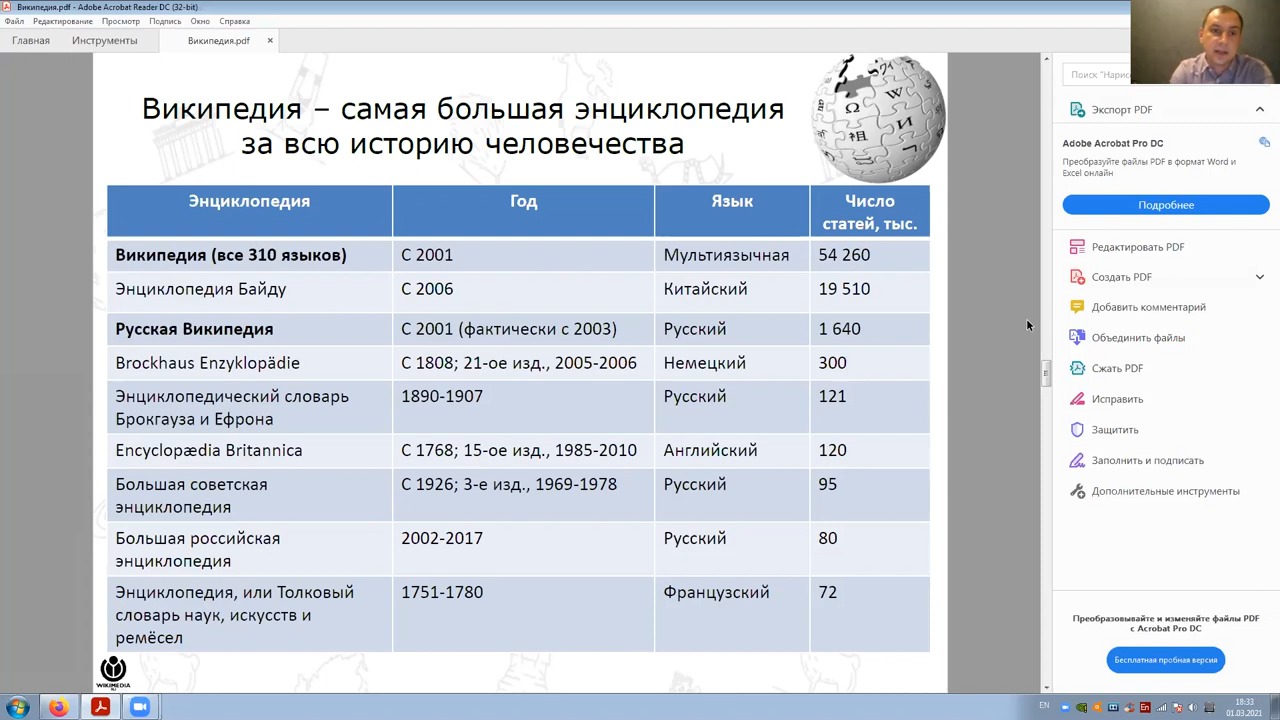 Википедия.pdf - Adobe Acrobat Reader DC (32-bit)
Файл Редактирование Просмотр Подпись Окно Справка
Главная Инструменты Википедия.pdf ×
Википедия – самая большая энциклопедия
за всю историю человечества
Энциклопедия Год Язык Число
статей, тыс.
Википедия (все 310 языков) С 2001 Мультиязычная 54 260
Энциклопедия Байду С 2006 Китайский 19 510
Русская Википедия С 2001 (фактически с 2003) Русский 1 640
Brockhaus Enzyklopädie С 1808; 21-ое изд., 2005-2006 Немецкий 300
Энциклопедический словарь 1890-1907 Русский 121
Брокгауза и Ефрона
Encyclopædia Britannica С 1768; 15-ое изд., 1985-2010 Английский 120
Большая советская С 1926; 3-е изд., 1969-1978 Русский 95
энциклопедия
Большая российская 2002-2017 Русский 80
энциклопедия
Энциклопедия, или Толковый 1751-1780 Французский 72
словарь наук, искусств и
ремёсел
WIKIMEDIA
RU
Поиск
Экспорт PDF
Adobe Acrobat Pro DC
Преобразуйте файлы PDF в формат Word и
Excel онлайн
Подробнее
Редактировать PDF
Создать PDF
Добавить комментарий
Объединить файлы
Сжать PDF
Исправить
Защитить
Заполнить и подписать
Дополнительные инструменты
Преобразовывайте и изменяйте файлы PDF
с Acrobat Pro DC
Бесплатная пробная версия
EN
18:33
01.03.2021